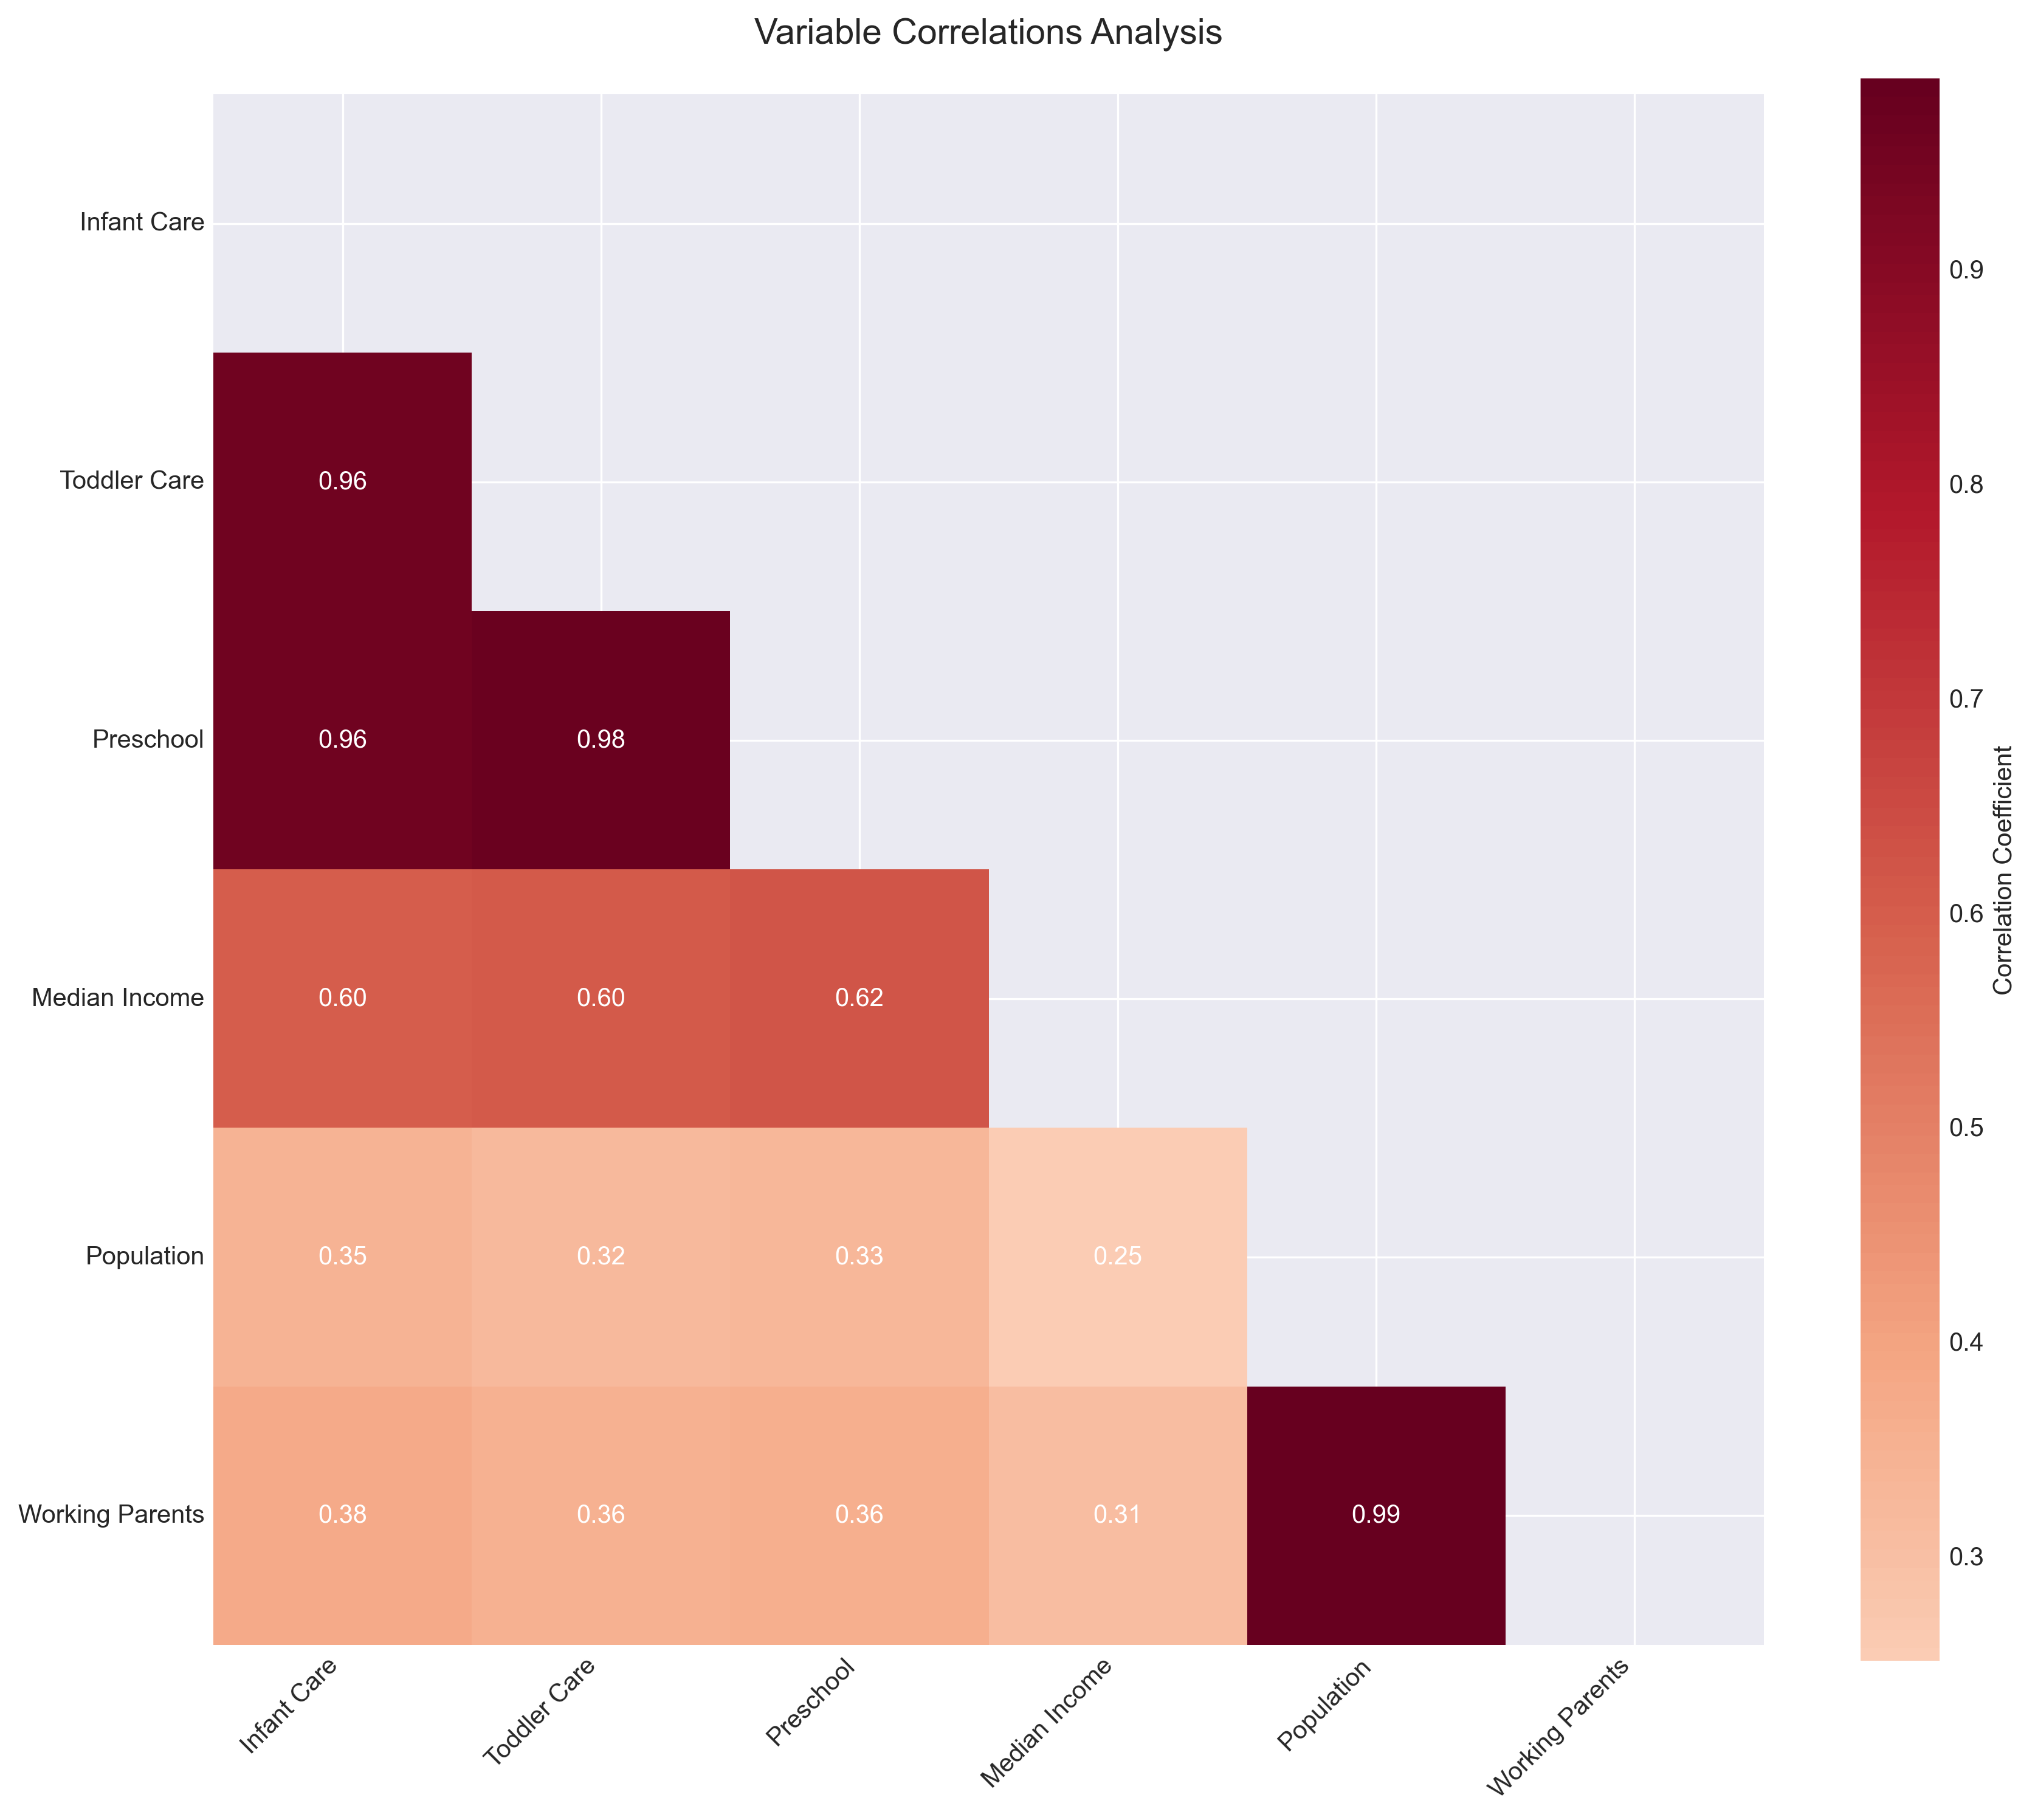 Variable Correlations Analysis
Infant Care
Toddler Care
0.96
Preschool
0.96 0.98
Median Income
0.60 0.60 0.62
Population
0.35 0.32 0.33 0.25
Working Parents
0.38 0.36 0.36 0.31 0.99
Infant Care
Toddler Care
Preschool
Median Income
Population
Working Parents
0.9
0.8
0.7
0.6
0.5
0.4
0.3
Correlation Coefficient